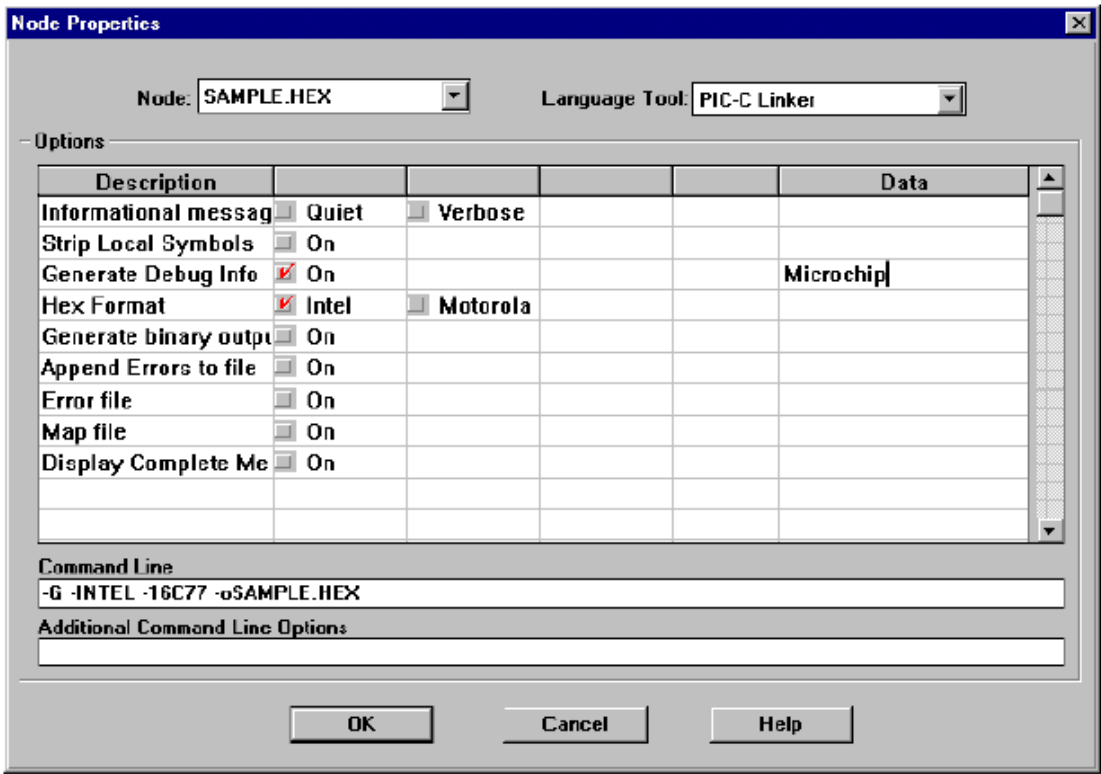 Node Properties
Node: SAMPLE.HEX Language Tool: PIC-C Linker
Options
Description Data
Informational messag Quiet Verbose
Strip Local Symbols On
Generate Debug Info On Microchip
Hex Format Intel Motorola
Generate binary outpu On
Append Errors to file On
Error file On
Map file On
Display Complete Me On
Command Line
-G -INTEL -16C77 -oSAMPLE.HEX
Additional Command Line Options
OK Cancel Help